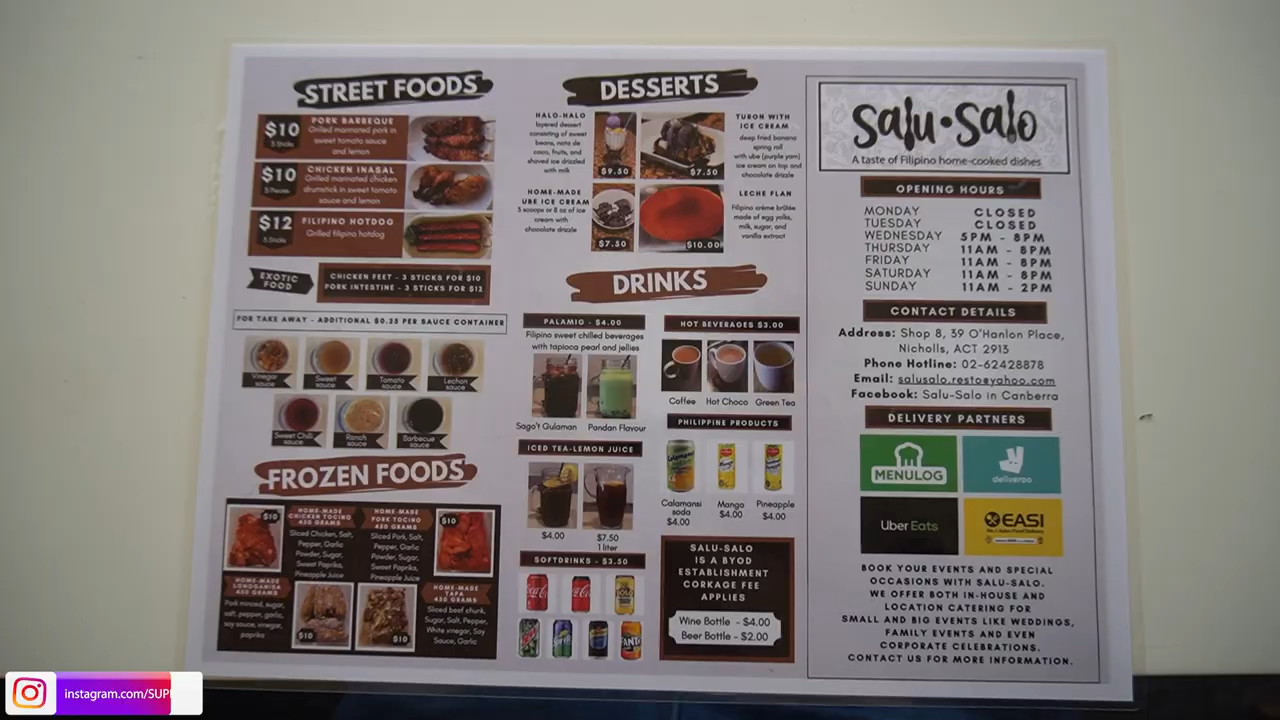 STREET FOODS
$10
3 Sticks
PORK BARBEQUE
Grilled marinated pork in
sweet tomato sauce
and lemon
$10
CHICKEN INASAL
Grilled marinated chicken
drumstick in sweet tomato
sauce and lemon
$12
3 Sticks
FILIPINO HOTDOG
Grilled filipino hotdog
EXOTIC
FOOD
CHICKEN FEET - 3 STICKS FOR $10
PORK INTESTINE - 3 STICKS FOR $12
FOR TAKE AWAY - ADDITIONAL $0.25 PER SAUCE CONTAINER
Vinegar
sauce
Sweet
sauce
Tomato
sauce
Lechon
sauce
Sweet Chili
sauce
Ranch
sauce
Barbecue
sauce
FROZEN FOODS
$10
HOME-MADE
CHICKEN TOCINO
450 GRAMS
Sliced Chicken, Salt,
Pepper, Garlic
Powder, Sugar,
Sweet Paprika,
Pineapple Juice
HOME-MADE
PORK TOCINO
450 GRAMS
Sliced Pork, Salt,
Pepper, Garlic
Powder, Sugar,
Sweet Paprika,
Pineapple Juice
$10
HOME-MADE
LONGGANISA
450 GRAMS
Pork minced, sugar,
salt, pepper, garlic,
soy sauce, vinegar,
paprika
$10
$10
HOME-MADE
TAPA
450 GRAMS
Sliced beef chunk,
Sugar, Salt, Pepper,
White vinegar, Soy
Sauce, Garlic
DESSERTS
HALO-HALO
layered dessert
consisting of sweet
beans, nata de
coco, fruits, and
shaved ice drizzled
with milk
$9.50
$7.50
TURON WITH
ICE CREAM
deep fried banana
spring roll
with ube (purple yam)
ice cream on top and
chocolate drizzle
HOME-MADE
UBE ICE CREAM
3 scoops or 8 oz of ice
cream with
chocolate drizzle
$7.50
$10.00
LECHE FLAN
Filipino crème brûlée
made of egg yolks,
milk, sugar, and
vanilla extract
DRINKS
PALAMIG - $4.00
Filipino sweet chilled beverages
with tapioca pearl and jellies
Sago't Gulaman
Pandan Flavour
ICED TEA-LEMON JUICE
$4.00
$7.50
1 liter
SOFTDRINKS - $3.50
HOT BEVERAGES $3.00
Coffee
Hot Choco
Green Tea
PHILIPPINE PRODUCTS
Calamansi
soda
$4.00
Mango
$4.00
Pineapple
$4.00
SALU-SALO
IS A BYOD
ESTABLISHMENT
CORKAGE FEE
APPLIES
Wine Bottle - $4.00
Beer Bottle - $2.00
salu·salo
A taste of Filipino home-cooked dishes
OPENING HOURS
MONDAY CLOSED
TUESDAY CLOSED
WEDNESDAY 5PM - 8PM
THURSDAY 11AM - 8PM
FRIDAY 11AM - 8PM
SATURDAY 11AM - 8PM
SUNDAY 11AM - 2PM
CONTACT DETAILS
Address: Shop 8, 39 O'Hanlon Place,
Nicholls, ACT 2913
Phone Hotline: 02-62428878
Email: salusalo.resto@yahoo.com
Facebook: Salu-Salo in Canberra
DELIVERY PARTNERS
MENULOG
deliveroo
Uber Eats
EASI
BOOK YOUR EVENTS AND SPECIAL
OCCASIONS WITH SALU-SALO.
WE OFFER BOTH IN-HOUSE AND
LOCATION CATERING FOR
SMALL AND BIG EVENTS LIKE WEDDINGS,
FAMILY EVENTS AND EVEN
CORPORATE CELEBRATIONS.
CONTACT US FOR MORE INFORMATION.
instagram.com/SUP